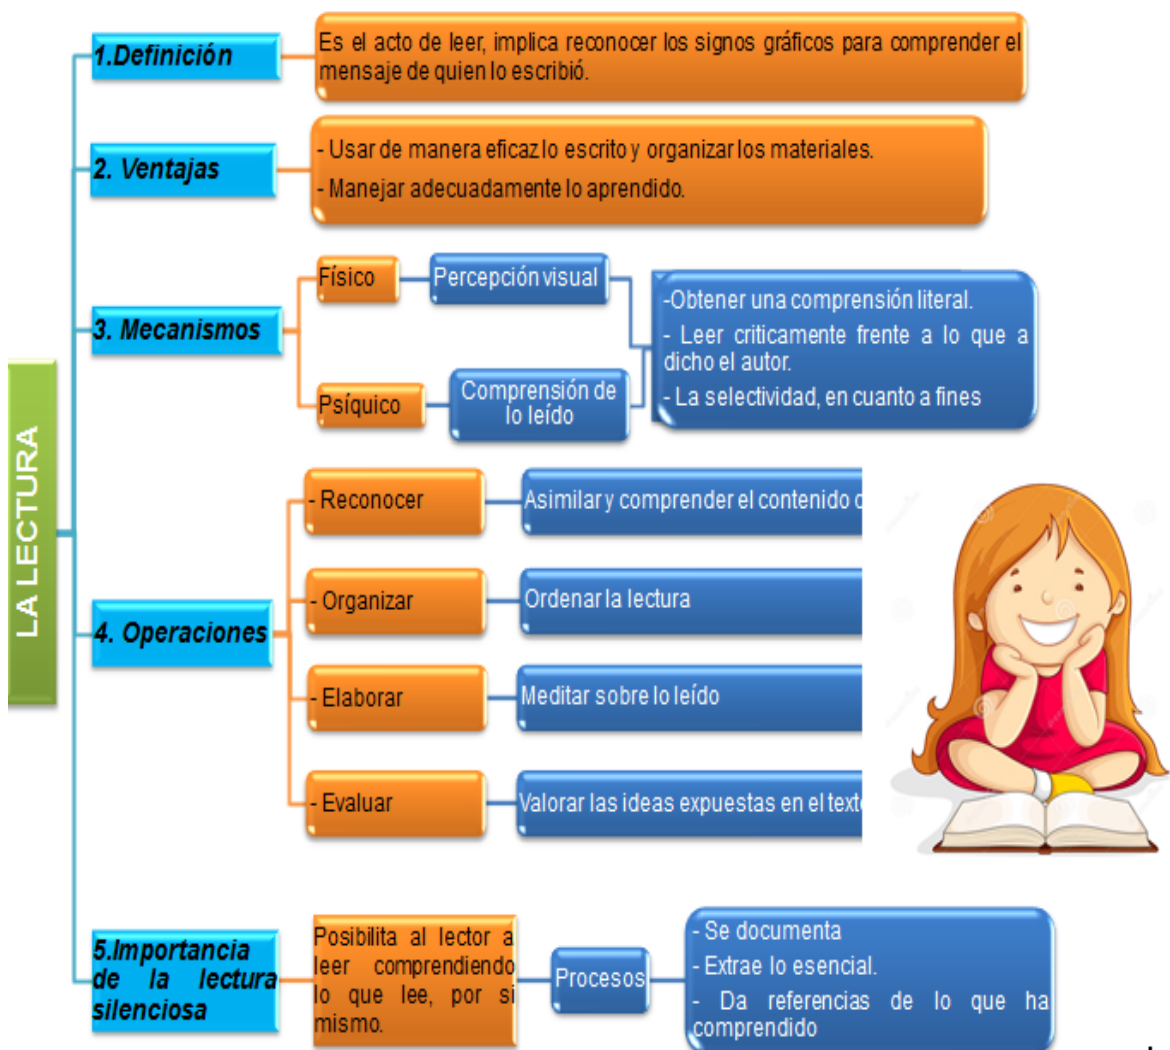 LA LECTURA
1.Definición
Es el acto de leer, implica reconocer los signos gráficos para comprender el
mensaje de quien lo escribió.
2. Ventajas
- Usar de manera eficaz lo escrito y organizar los materiales.
- Manejar adecuadamente lo aprendido.
3. Mecanismos
Físico
Percepción visual
Psíquico
Comprensión de
lo leído
-Obtener una comprensión literal.
- Leer criticamente frente a lo que a
dicho el autor.
- La selectividad, en cuanto a fines
4. Operaciones
- Reconocer
Asimilar y comprender el contenido
- Organizar
Ordenar la lectura
- Elaborar
Meditar sobre lo leído
- Evaluar
Valorar las ideas expuestas en el text
5.Importancia
de la lectura
silenciosa
Posibilita al lector a
leer comprendiendo
lo que lee, por si
mismo.
Procesos
- Se documenta
- Extrae lo esencial.
- Da referencias de lo que ha
comprendido